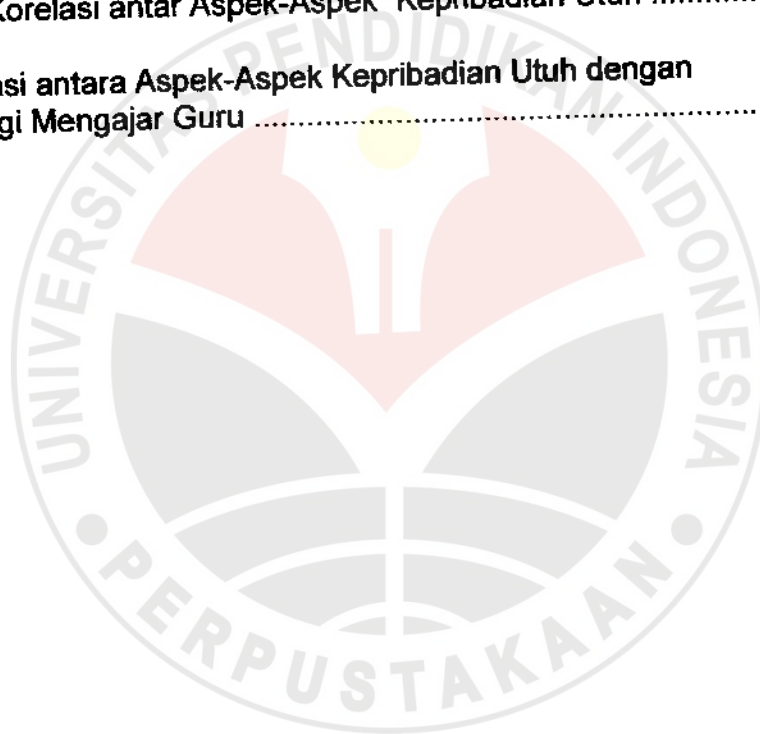 Korelasi antar Aspek-Aspek Kepribadian Utuh ............
asi antara Aspek-Aspek Kepribadian Utuh dengan
gi Mengajar Guru ............................................................
UNIVERSITAS PENDIDIKAN INDONESIA
PERPUSTAKAAN